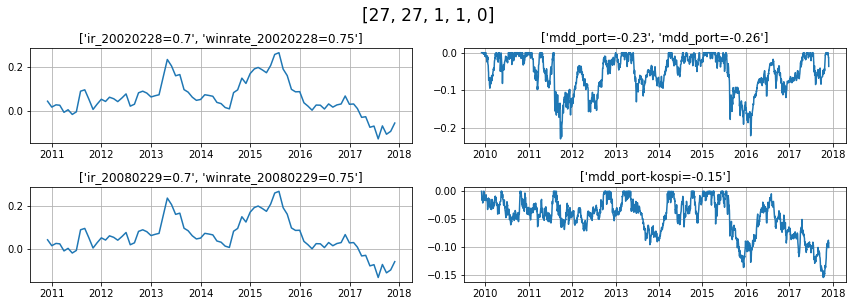 [27, 27, 1, 1, 0]
['ir_20020228=0.7', 'winrate_20020228=0.75']
0.2
0.0
2011 2012 2013 2014 2015 2016 2017 2018
['mdd_port=-0.23', 'mdd_port=-0.26']
0.0
−0.1
−0.2
2010 2011 2012 2013 2014 2015 2016 2017 2018
['ir_20080229=0.7', 'winrate_20080229=0.75']
0.2
0.0
2011 2012 2013 2014 2015 2016 2017 2018
['mdd_port-kospi=-0.15']
0.00
−0.05
−0.10
−0.15
2010 2011 2012 2013 2014 2015 2016 2017 2018